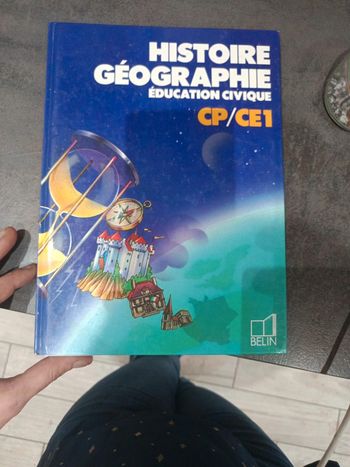 HISTOIRE
GÉOGRAPHIE
ÉDUCATION CIVIQUE
CP/CE1
BELIN